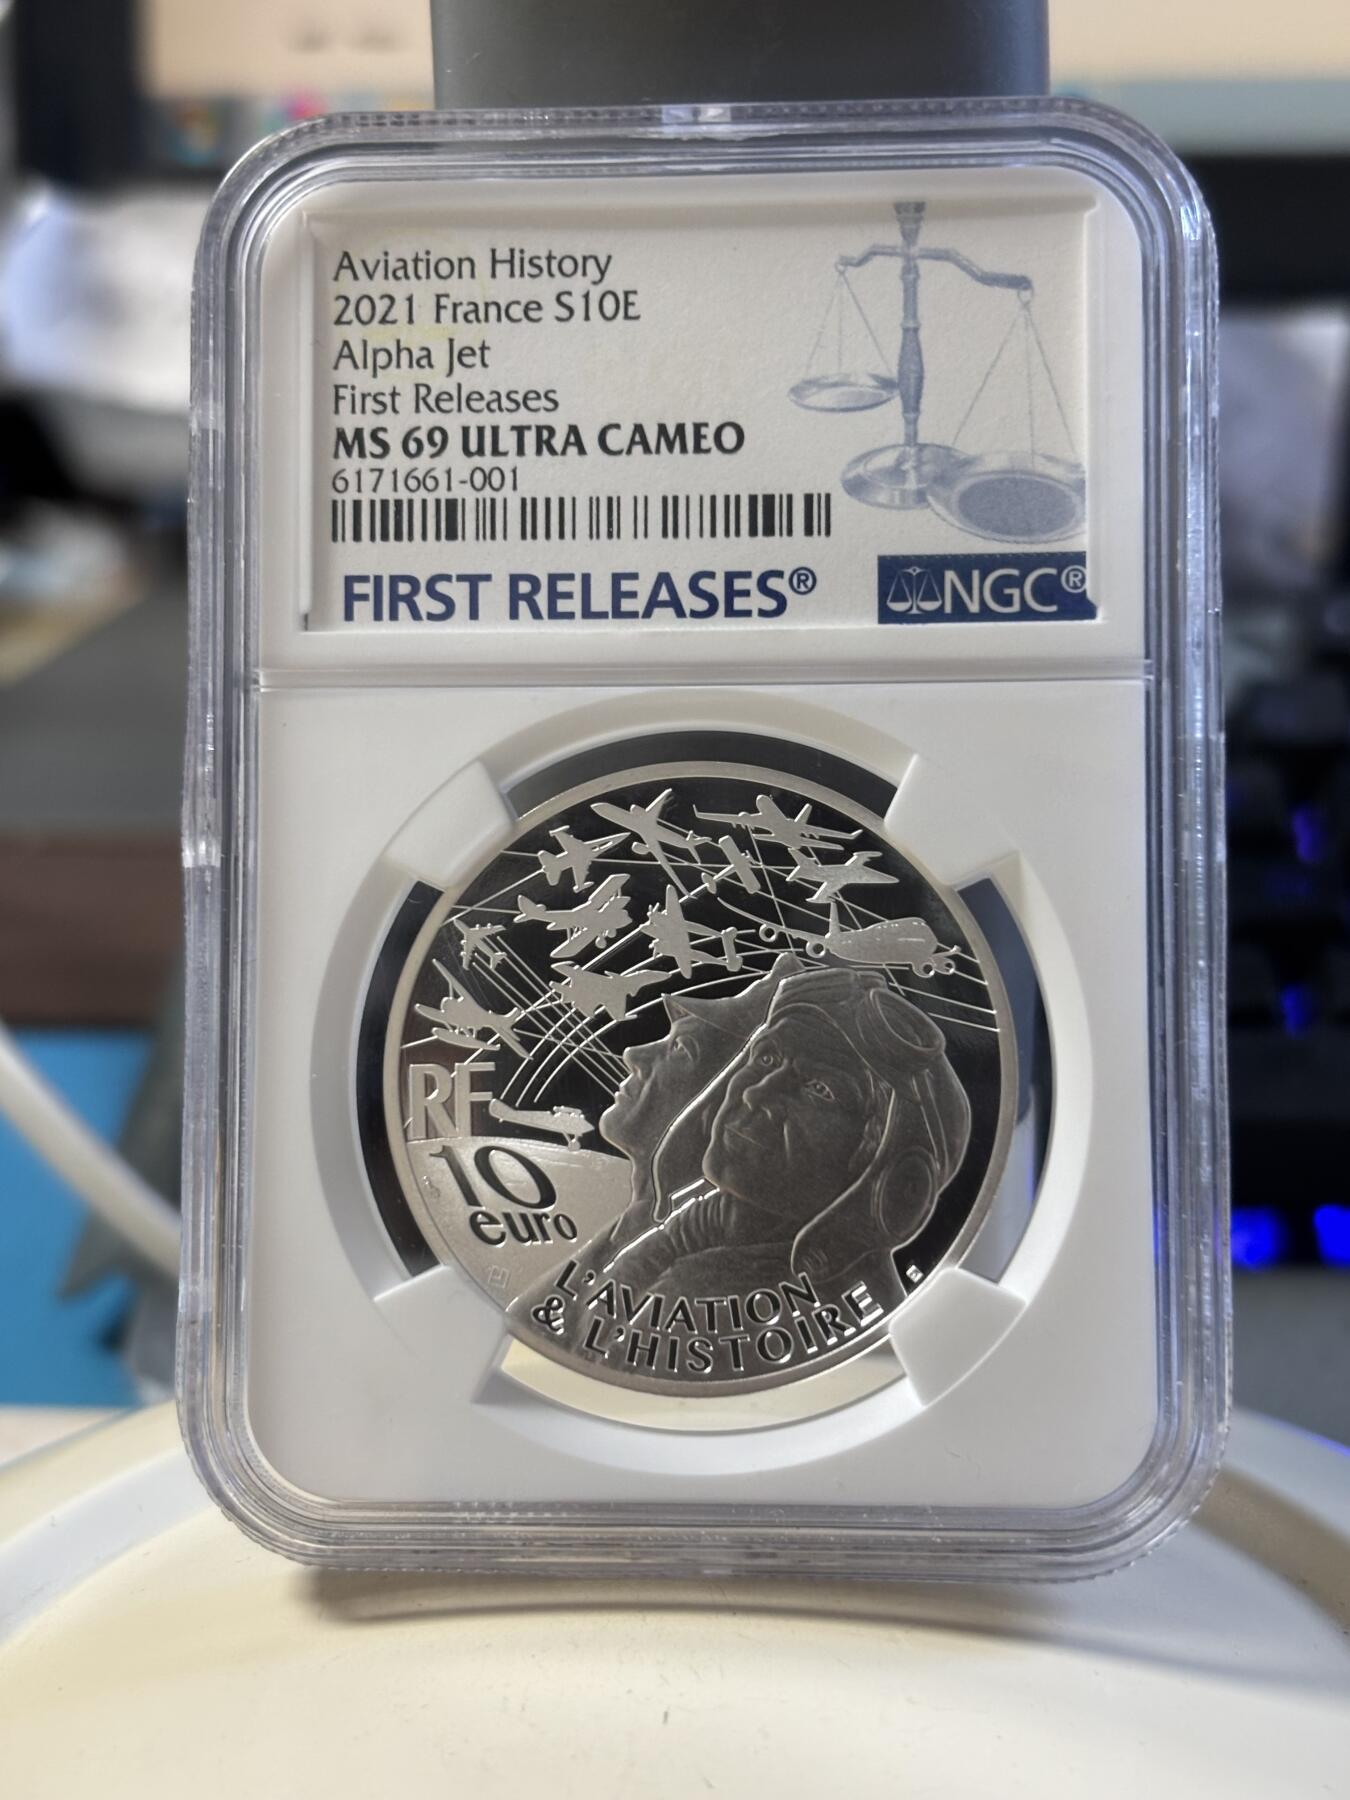 Aviation History
2021 France S10E
Alpha Jet
First Releases
MS 69 ULTRA CAMEO
6171661-001
FIRST RELEASES®
NGC®
RF
10
euro
L'AVIATION
& L'HISTOIRE